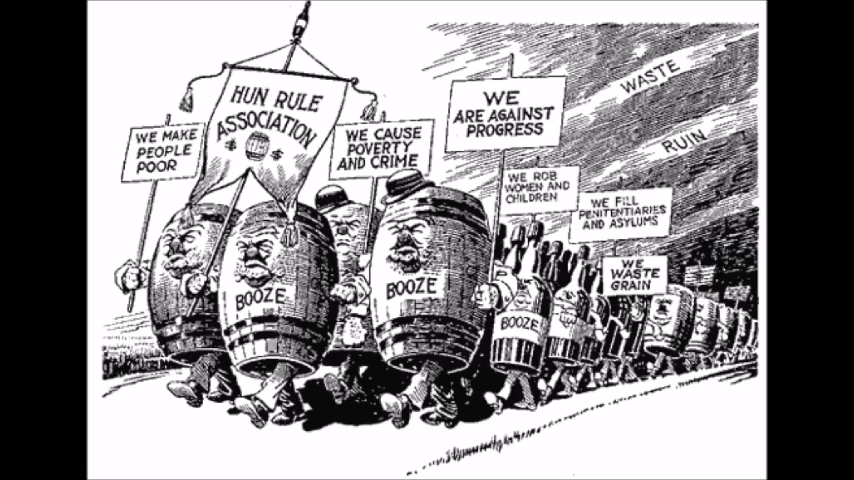 HUN RULE
ASSOCIATION
$ $
WE MAKE
PEOPLE
POOR
WE CAUSE
POVERTY
AND CRIME
WE
ARE AGAINST
PROGRESS
WE ROB
WOMEN AND
CHILDREN
WE FILL
PENITENTIARIES
AND ASYLUMS
WE
WASTE
GRAIN
WASTE
RUIN
BOOZE
BOOZE
BOOZE